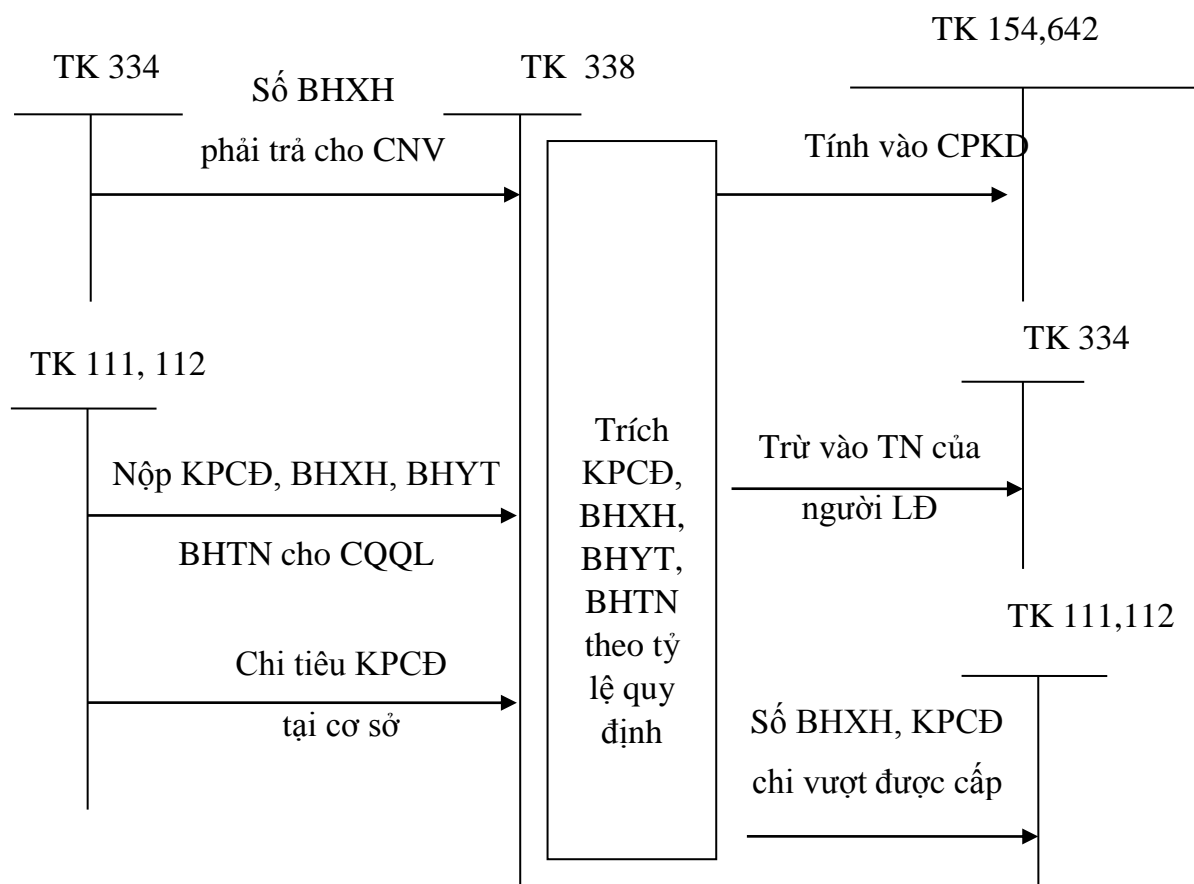 TK 154,642
TK 334
TK 338
Số BHXH
phải trả cho CNV
Tính vào CPKD
TK 334
TK 111, 112
Trích
KPCĐ,
BHXH,
BHYT,
BHTN
theo tỷ
lệ quy
định
Trừ vào TN của
người LĐ
Nộp KPCĐ, BHXH, BHYT
BHTN cho CQQL
TK 111,112
Chi tiêu KPCĐ
tại cơ sở
Số BHXH, KPCĐ
chi vượt được cấp